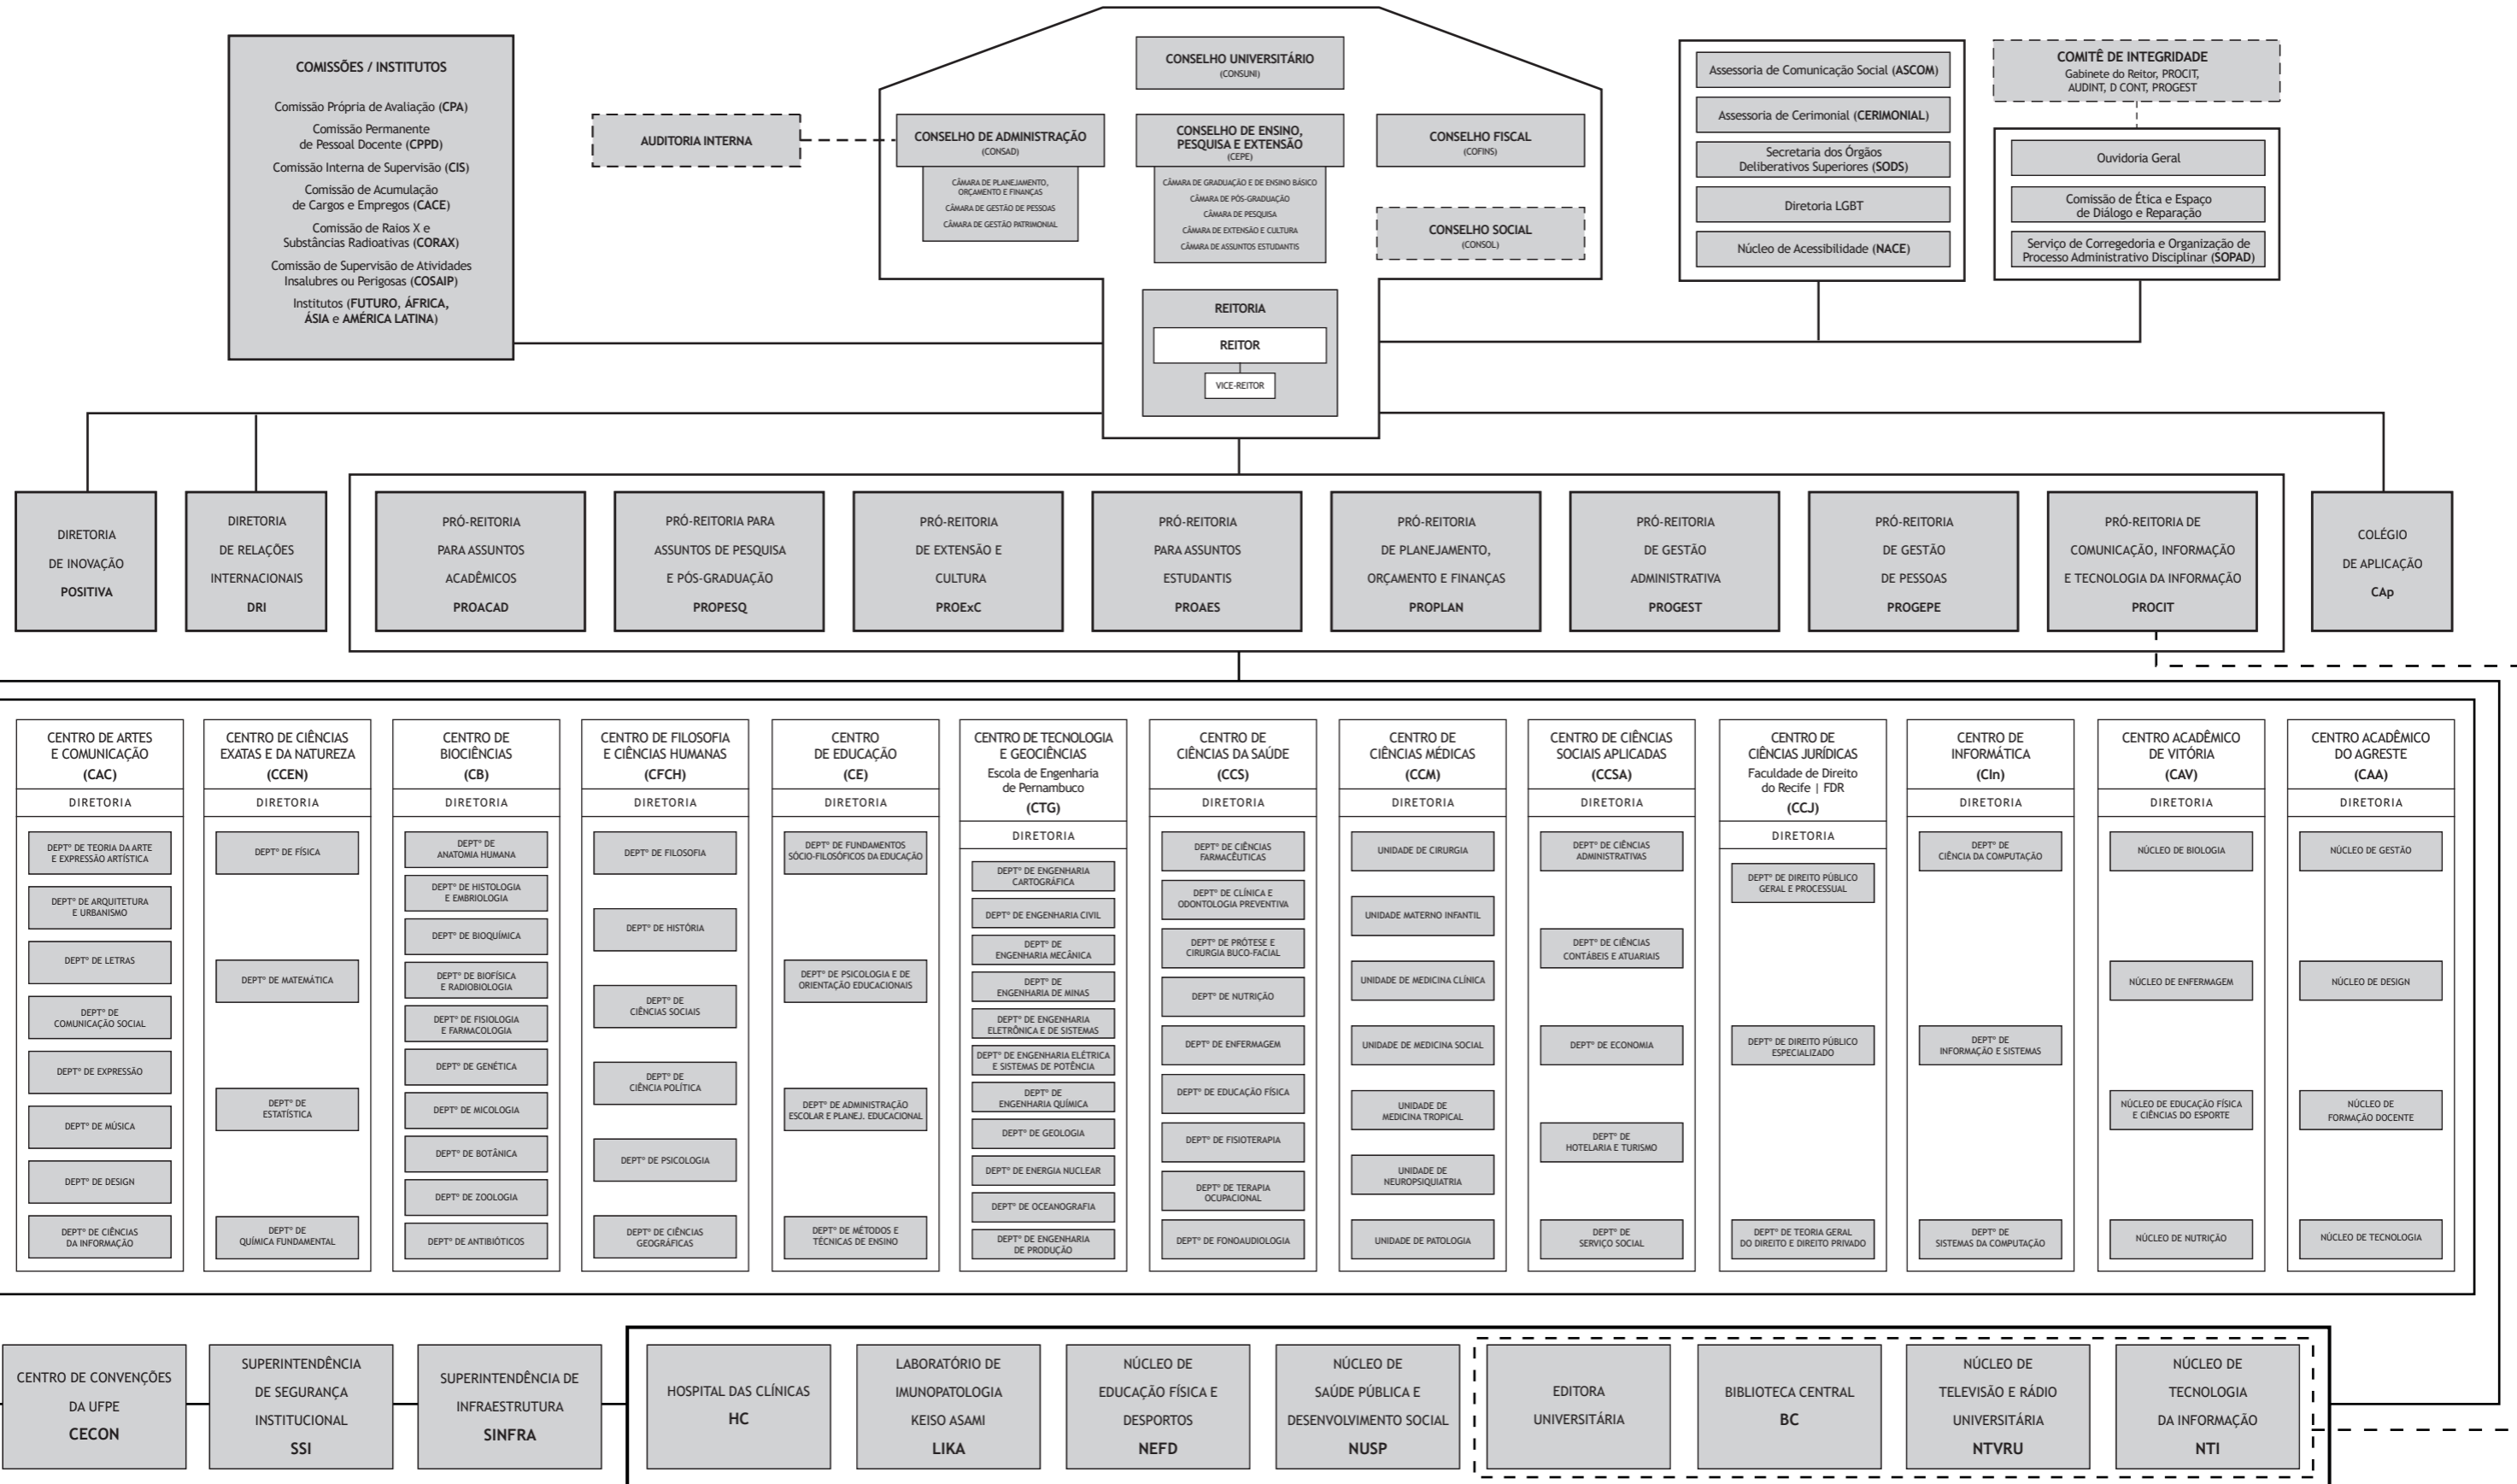 COMISSÕES / INSTITUTOS
Comissão Própria de Avaliação (CPA)
Comissão Permanente
de Pessoal Docente (CPPD)
Comissão Interna de Supervisão (CIS)
Comissão de Acumulação
de Cargos e Empregos (CACE)
Comissão de Raios X e
Substâncias Radioativas (CORAX)
Comissão de Supervisão de Atividades
Insalubres ou Perigosas (COSAIP)
Institutos (FUTURO, ÁFRICA,
ÁSIA e AMÉRICA LATINA)
AUDITORIA INTERNA
CONSELHO UNIVERSITÁRIO
(CONSUNI)
CONSELHO DE ADMINISTRAÇÃO
(CONSAD)
CÂMARA DE PLANEJAMENTO,
ORÇAMENTO E FINANÇAS
CÂMARA DE GESTÃO DE PESSOAS
CÂMARA DE GESTÃO PATRIMONIAL
CONSELHO DE ENSINO,
PESQUISA E EXTENSÃO
(CEPE)
CÂMARA DE GRADUAÇÃO E DE ENSINO BÁSICO
CÂMARA DE PÓS-GRADUAÇÃO
CÂMARA DE PESQUISA
CÂMARA DE EXTENSÃO E CULTURA
CÂMARA DE ASSUNTOS ESTUDANTIS
CONSELHO FISCAL
(COFINS)
CONSELHO SOCIAL
(CONSOL)
REITORIA
REITOR
VICE-REITOR
Assessoria de Comunicação Social (ASCOM)
Assessoria de Cerimonial (CERIMONIAL)
Secretaria dos Órgãos
Deliberativos Superiores (SODS)
Diretoria LGBT
Núcleo de Acessibilidade (NACE)
COMITÊ DE INTEGRIDADE
Gabinete do Reitor, PROCIT,
AUDINT, D CONT, PROGEST
Ouvidoria Geral
Comissão de Ética e Espaço
de Diálogo e Reparação
Serviço de Corregedoria e Organização de
Processo Administrativo Disciplinar (SOPAD)
DIRETORIA
DE INOVAÇÃO
POSITIVA
DIRETORIA
DE RELAÇÕES
INTERNACIONAIS
DRI
PRÓ-REITORIA
PARA ASSUNTOS
ACADÊMICOS
PROACAD
PRÓ-REITORIA PARA
ASSUNTOS DE PESQUISA
E PÓS-GRADUAÇÃO
PROPESQ
PRÓ-REITORIA
DE EXTENSÃO E
CULTURA
PROExC
PRÓ-REITORIA
PARA ASSUNTOS
ESTUDANTIS
PROAES
PRÓ-REITORIA
DE PLANEJAMENTO,
ORÇAMENTO E FINANÇAS
PROPLAN
PRÓ-REITORIA
DE GESTÃO
ADMINISTRATIVA
PROGEST
PRÓ-REITORIA
DE GESTÃO
DE PESSOAS
PROGEPE
PRÓ-REITORIA DE
COMUNICAÇÃO, INFORMAÇÃO
E TECNOLOGIA DA INFORMAÇÃO
PROCIT
COLÉGIO
DE APLICAÇÃO
CAp
CENTRO DE ARTES
E COMUNICAÇÃO
(CAC)
DIRETORIA
DEPTº DE TEORIA DA ARTE
E EXPRESSÃO ARTÍSTICA
DEPTº DE ARQUITETURA
E URBANISMO
DEPTº DE LETRAS
DEPTº DE
COMUNICAÇÃO SOCIAL
DEPTº DE EXPRESSÃO
DEPTº DE MÚSICA
DEPTº DE DESIGN
DEPTº DE CIÊNCIAS
DA INFORMAÇÃO
CENTRO DE CIÊNCIAS
EXATAS E DA NATUREZA
(CCEN)
DIRETORIA
DEPTº DE FÍSICA
DEPTº DE MATEMÁTICA
DEPTº DE
ESTATÍSTICA
DEPTº DE
QUÍMICA FUNDAMENTAL
CENTRO DE
BIOCIÊNCIAS
(CB)
DIRETORIA
DEPTº DE
ANATOMIA HUMANA
DEPTº DE HISTOLOGIA
E EMBRIOLOGIA
DEPTº DE BIOQUÍMICA
DEPTº DE BIOFÍSICA
E RADIOBIOLOGIA
DEPTº DE FISIOLOGIA
E FARMACOLOGIA
DEPTº DE GENÉTICA
DEPTº DE MICOLOGIA
DEPTº DE BOTÂNICA
DEPTº DE ZOOLOGIA
DEPTº DE ANTIBIÓTICOS
CENTRO DE FILOSOFIA
E CIÊNCIAS HUMANAS
(CFCH)
DIRETORIA
DEPTº DE FILOSOFIA
DEPTº DE HISTÓRIA
DEPTº DE
CIÊNCIAS SOCIAIS
DEPTº DE
CIÊNCIA POLÍTICA
DEPTº DE PSICOLOGIA
DEPTº DE CIÊNCIAS
GEOGRÁFICAS
CENTRO
DE EDUCAÇÃO
(CE)
DIRETORIA
DEPTº DE FUNDAMENTOS
SÓCIO-FILOSÓFICOS DA EDUCAÇÃO
DEPTº DE PSICOLOGIA E DE
ORIENTAÇÃO EDUCACIONAIS
DEPTº DE ADMINISTRAÇÃO
ESCOLAR E PLANEJ. EDUCACIONAL
DEPTº DE MÉTODOS E
TÉCNICAS DE ENSINO
CENTRO DE TECNOLOGIA
E GEOCIÊNCIAS
Escola de Engenharia
de Pernambuco
(CTG)
DIRETORIA
DEPTº DE ENGENHARIA
CARTOGRÁFICA
DEPTº DE ENGENHARIA CIVIL
DEPTº DE
ENGENHARIA MECÂNICA
DEPTº DE
ENGENHARIA DE MINAS
DEPTº DE ENGENHARIA
ELETRÔNICA E DE SISTEMAS
DEPTº DE ENGENHARIA ELÉTRICA
E SISTEMAS DE POTÊNCIA
DEPTº DE
ENGENHARIA QUÍMICA
DEPTº DE GEOLOGIA
DEPTº DE ENERGIA NUCLEAR
DEPTº DE OCEANOGRAFIA
DEPTº DE ENGENHARIA
DE PRODUÇÃO
CENTRO DE
CIÊNCIAS DA SAÚDE
(CCS)
DIRETORIA
DEPTº DE CIÊNCIAS
FARMACÊUTICAS
DEPTº DE CLÍNICA E
ODONTOLOGIA PREVENTIVA
DEPTº DE PRÓTESE E
CIRURGIA BUCO-FACIAL
DEPTº DE NUTRIÇÃO
DEPTº DE ENFERMAGEM
DEPTº DE EDUCAÇÃO FÍSICA
DEPTº DE FISIOTERAPIA
DEPTº DE TERAPIA
OCUPACIONAL
DEPTº DE FONOAUDIOLOGIA
CENTRO DE
CIÊNCIAS MÉDICAS
(CCM)
DIRETORIA
UNIDADE DE CIRURGIA
UNIDADE MATERNO INFANTIL
UNIDADE DE MEDICINA CLÍNICA
UNIDADE DE MEDICINA SOCIAL
UNIDADE DE
MEDICINA TROPICAL
UNIDADE DE
NEUROPSIQUIATRIA
UNIDADE DE PATOLOGIA
CENTRO DE CIÊNCIAS
SOCIAIS APLICADAS
(CCSA)
DIRETORIA
DEPTº DE CIÊNCIAS
ADMINISTRATIVAS
DEPTº DE CIÊNCIAS
CONTÁBEIS E ATUARIAIS
DEPTº DE ECONOMIA
DEPTº DE
HOTELARIA E TURISMO
DEPTº DE
SERVIÇO SOCIAL
CENTRO DE
CIÊNCIAS JURÍDICAS
Faculdade de Direito
do Recife | FDR
(CCJ)
DIRETORIA
DEPTº DE DIREITO PÚBLICO
GERAL E PROCESSUAL
DEPTº DE DIREITO PÚBLICO
ESPECIALIZADO
DEPTº DE TEORIA GERAL
DO DIREITO E DIREITO PRIVADO
CENTRO DE
INFORMÁTICA
(CIn)
DIRETORIA
DEPTº DE
CIÊNCIA DA COMPUTAÇÃO
DEPTº DE
INFORMAÇÃO E SISTEMAS
DEPTº DE
SISTEMAS DA COMPUTAÇÃO
CENTRO ACADÊMICO
DE VITÓRIA
(CAV)
DIRETORIA
NÚCLEO DE BIOLOGIA
NÚCLEO DE ENFERMAGEM
NÚCLEO DE EDUCAÇÃO FÍSICA
E CIÊNCIAS DO ESPORTE
NÚCLEO DE NUTRIÇÃO
CENTRO ACADÊMICO
DO AGRESTE
(CAA)
DIRETORIA
NÚCLEO DE GESTÃO
NÚCLEO DE DESIGN
NÚCLEO DE
FORMAÇÃO DOCENTE
NÚCLEO DE TECNOLOGIA
CENTRO DE CONVENÇÕES
DA UFPE
CECON
SUPERINTENDÊNCIA
DE SEGURANÇA
INSTITUCIONAL
SSI
SUPERINTENDÊNCIA DE
INFRAESTRUTURA
SINFRA
HOSPITAL DAS CLÍNICAS
HC
LABORATÓRIO DE
IMUNOPATOLOGIA
KEISO ASAMI
LIKA
NÚCLEO DE
EDUCAÇÃO FÍSICA E
DESPORTOS
NEFD
NÚCLEO DE
SAÚDE PÚBLICA E
DESENVOLVIMENTO SOCIAL
NUSP
EDITORA
UNIVERSITÁRIA
BIBLIOTECA CENTRAL
BC
NÚCLEO DE
TELEVISÃO E RÁDIO
UNIVERSITÁRIA
NTVRU
NÚCLEO DE
TECNOLOGIA
DA INFORMAÇÃO
NTI